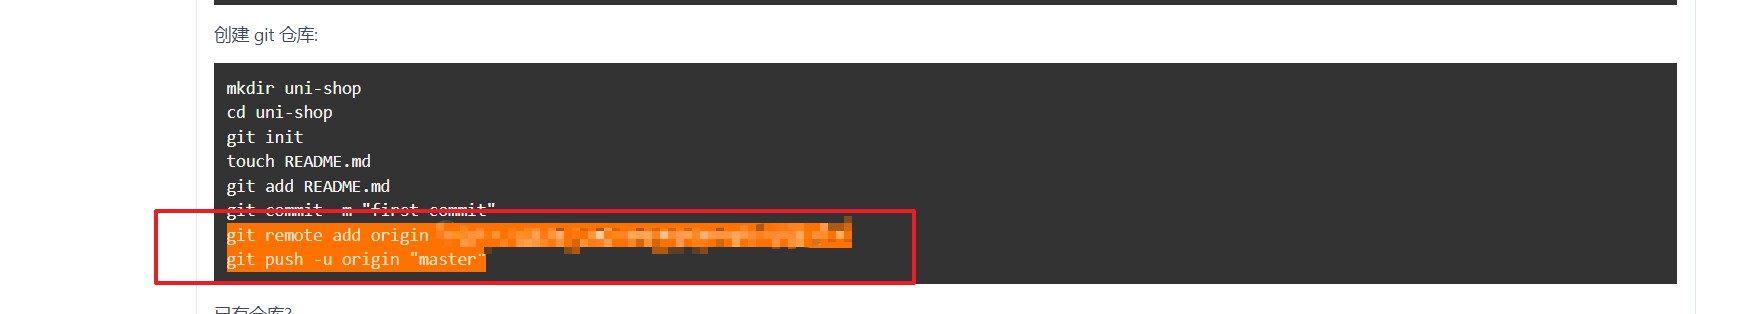 创建 git 仓库:
mkdir uni-shop
cd uni-shop
git init
touch README.md
git add README.md
git commit -m "first commit"
git remote add origin
git push -u origin "master"
已有仓库?